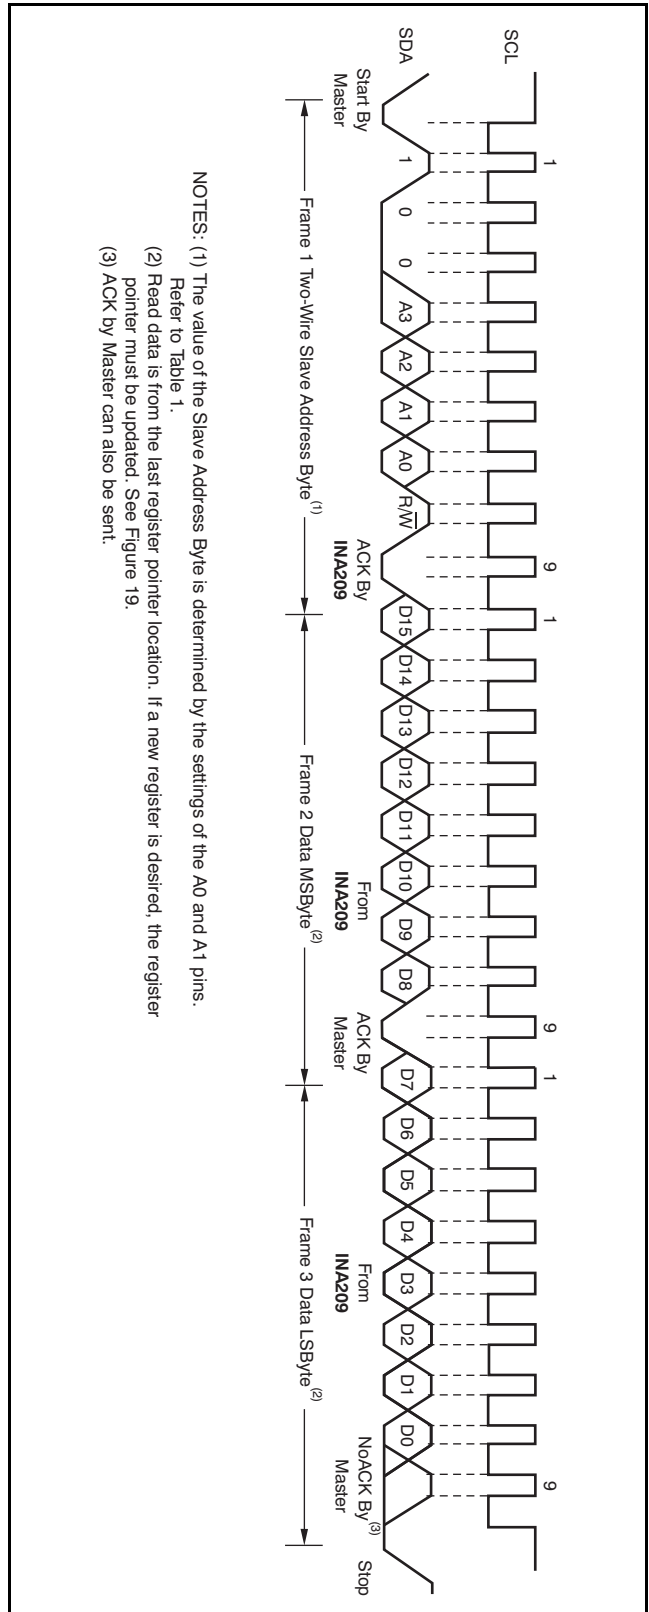 SCL
1
9
1
9
1
9
SDA
1
0
0
A3
A2
A1
A0
R/W
D15
D14
D13
D12
D11
D10
D9
D8
D7
D6
D5
D4
D3
D2
D1
D0
Start By
Master
ACK By
INA209
From
INA209
ACK By
Master
From
INA209
NoACK By(3)
Master
Stop
Frame 1 Two-Wire Slave Address Byte(1)
Frame 2 Data MSByte(2)
Frame 3 Data LSByte(2)
NOTES: (1) The value of the Slave Address Byte is determined by the settings of the A0 and A1 pins.
Refer to Table 1.
(2) Read data is from the last register pointer location. If a new register is desired, the register
pointer must be updated. See Figure 19.
(3) ACK by Master can also be sent.